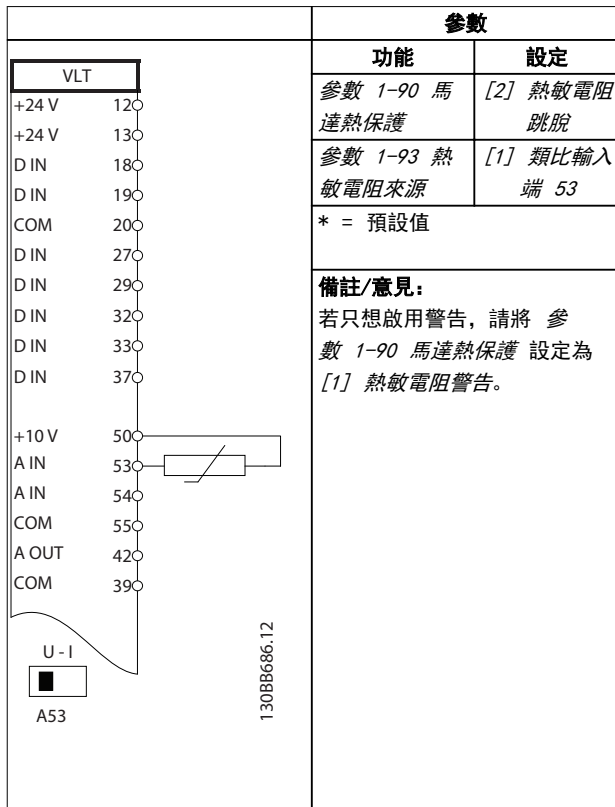 VLT
+24 V 12
+24 V 13
D IN 18
D IN 19
COM 20
D IN 27
D IN 29
D IN 32
D IN 33
D IN 37
+10 V 50
A IN 53
A IN 54
COM 55
A OUT 42
COM 39
U - I
A53
130BB686.12
參數
功能 設定
參數 1-90 馬 [2] 熱敏電阻
達熱保護 跳脫
參數 1-93 熱 [1] 類比輸入
敏電阻來源 端 53
* = 預設值
備註/意見:
若只想啟用警告, 請將 參
數 1-90 馬達熱保護 設定為
[1] 熱敏電阻警告。